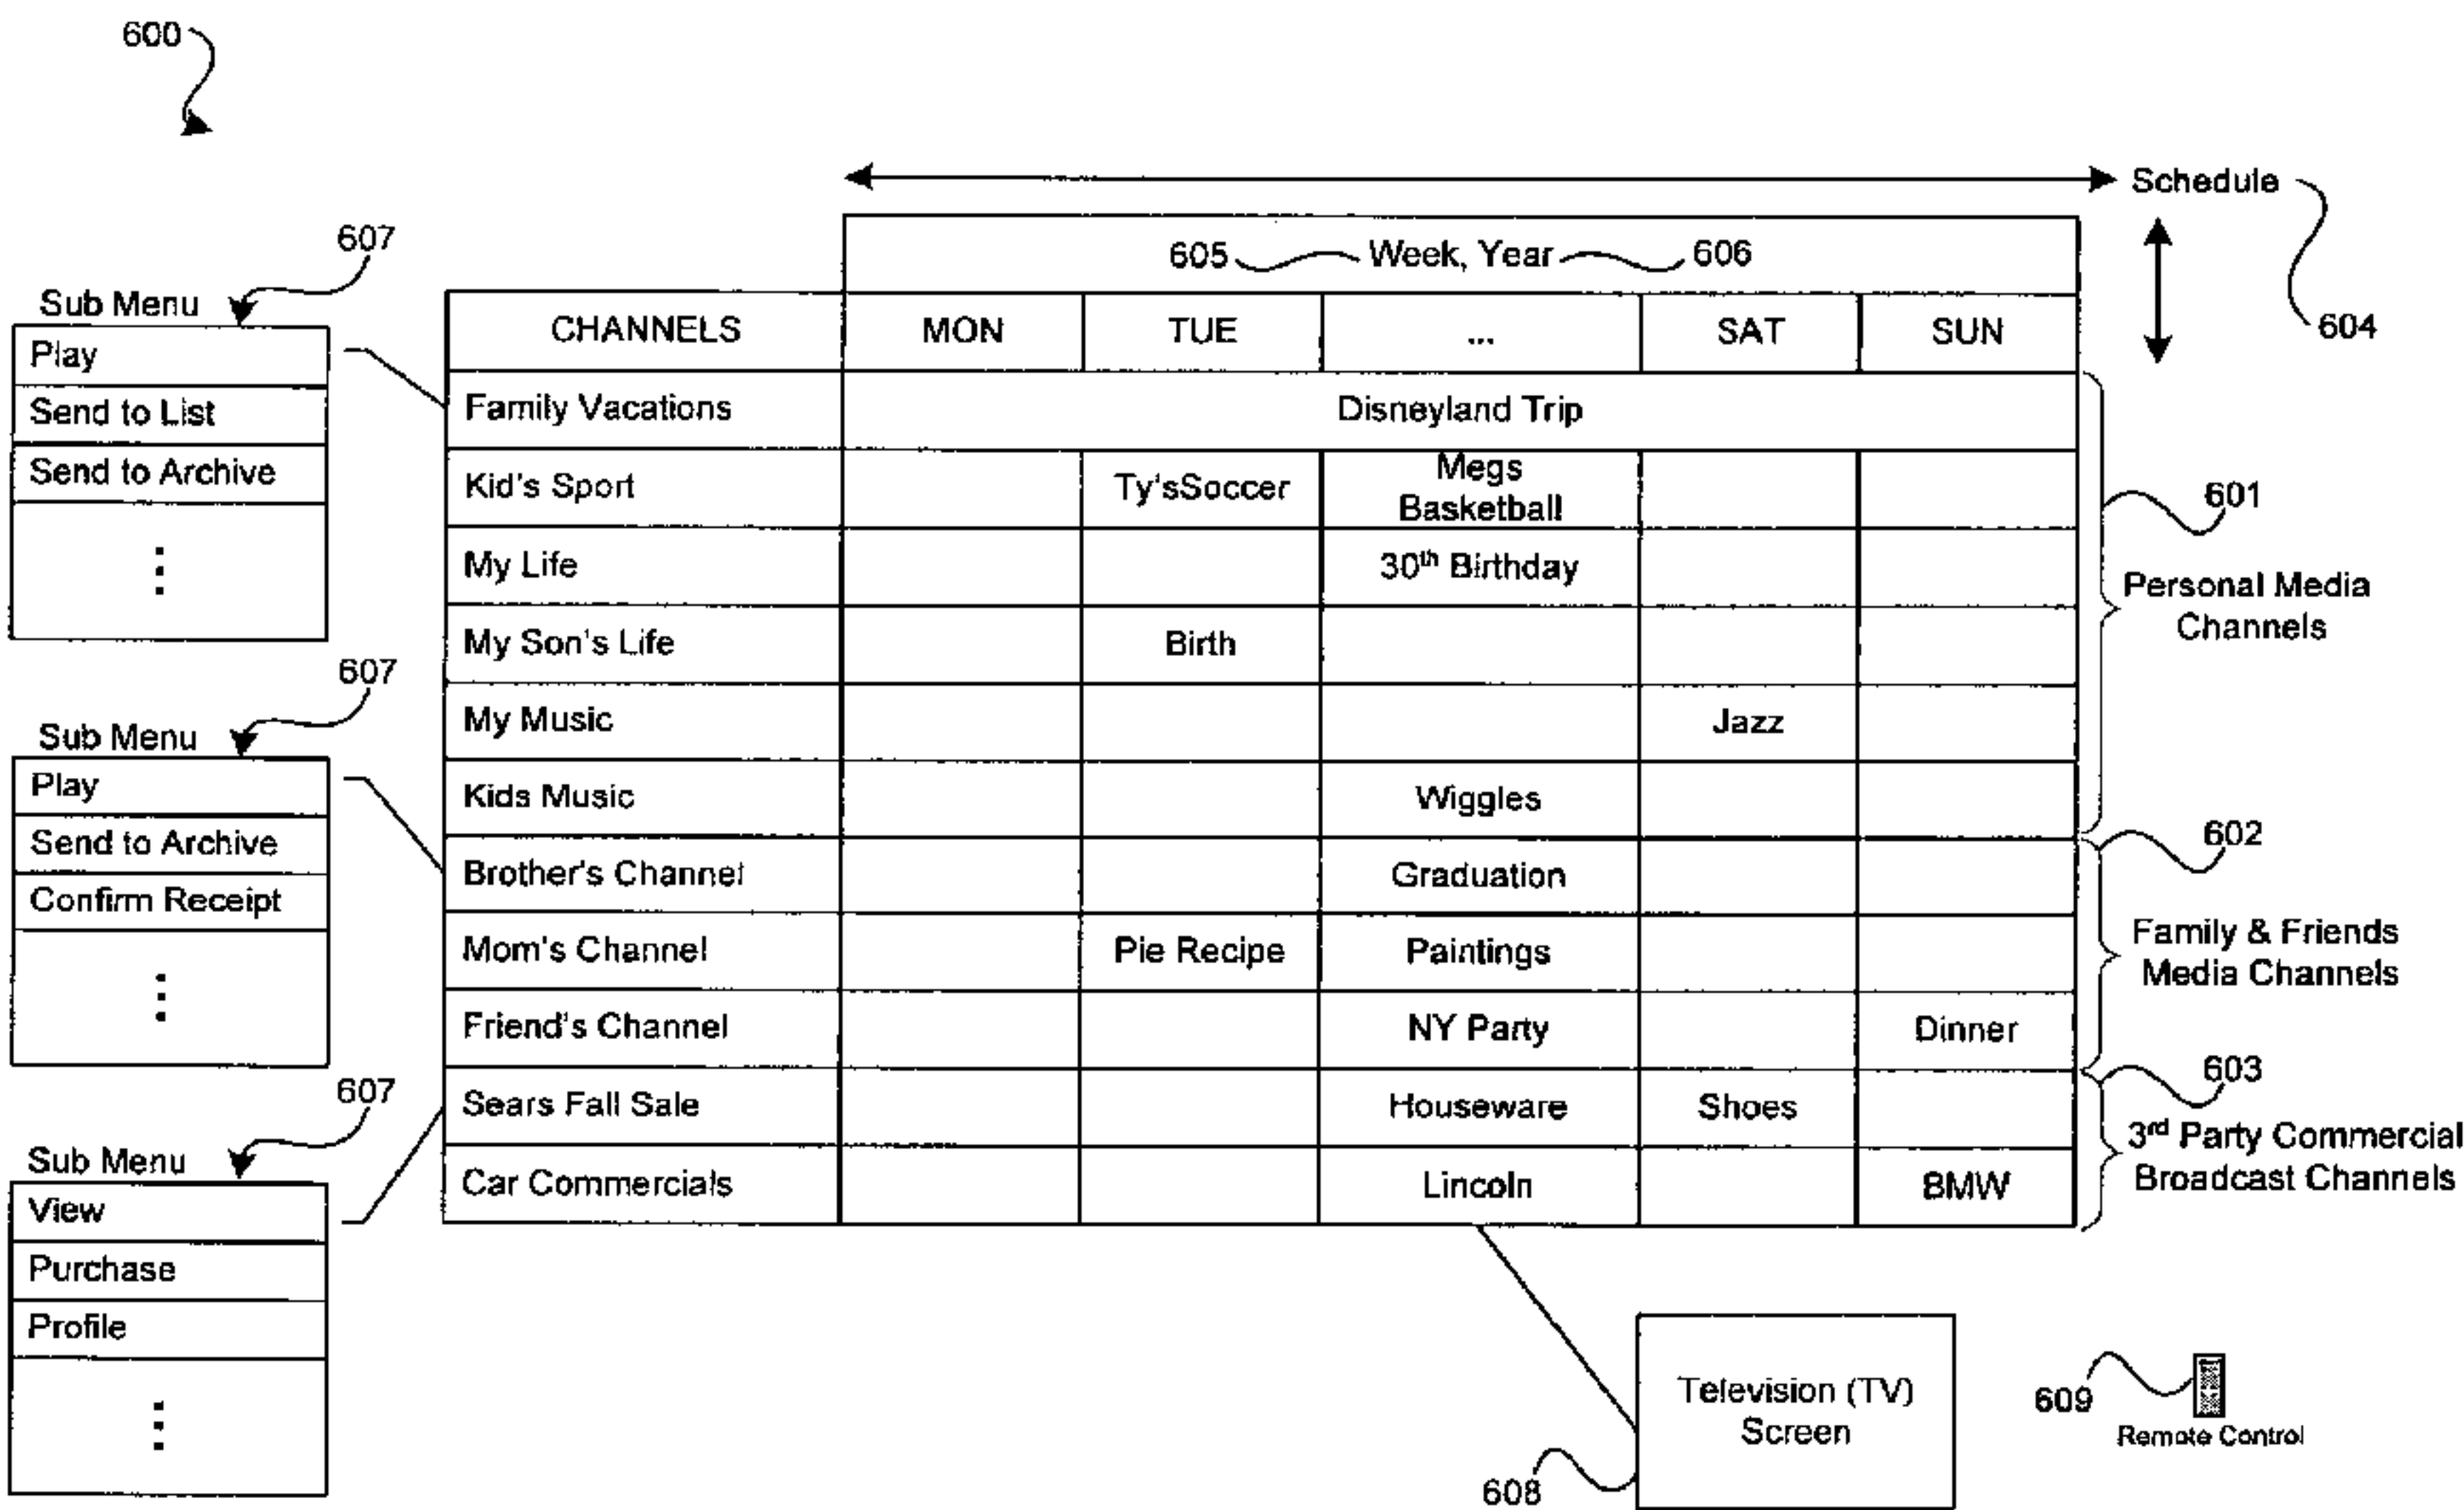 600
Schedule
604
605 Week, Year 606
CHANNELS MON TUE ... SAT SUN
Family Vacations Disneyland Trip
Kid's Sport Ty'sSoccer Megs
Basketball
My Life 30th Birthday
My Son's Life Birth
My Music Jazz
Kids Music Wiggles
Brother's Channel Graduation
Mom's Channel Pie Recipe Paintings
Friend's Channel NY Party Dinner
Sears Fall Sale Houseware Shoes
Car Commercials Lincoln BMW
607
Sub Menu
Play
Send to List
Send to Archive
607
Sub Menu
Play
Send to Archive
Confirm Receipt
607
Sub Menu
View
Purchase
Profile
601
Personal Media
Channels
602
Family & Friends
Media Channels
603
3rd Party Commercial
Broadcast Channels
Television (TV)
Screen
608
609
Remote Control